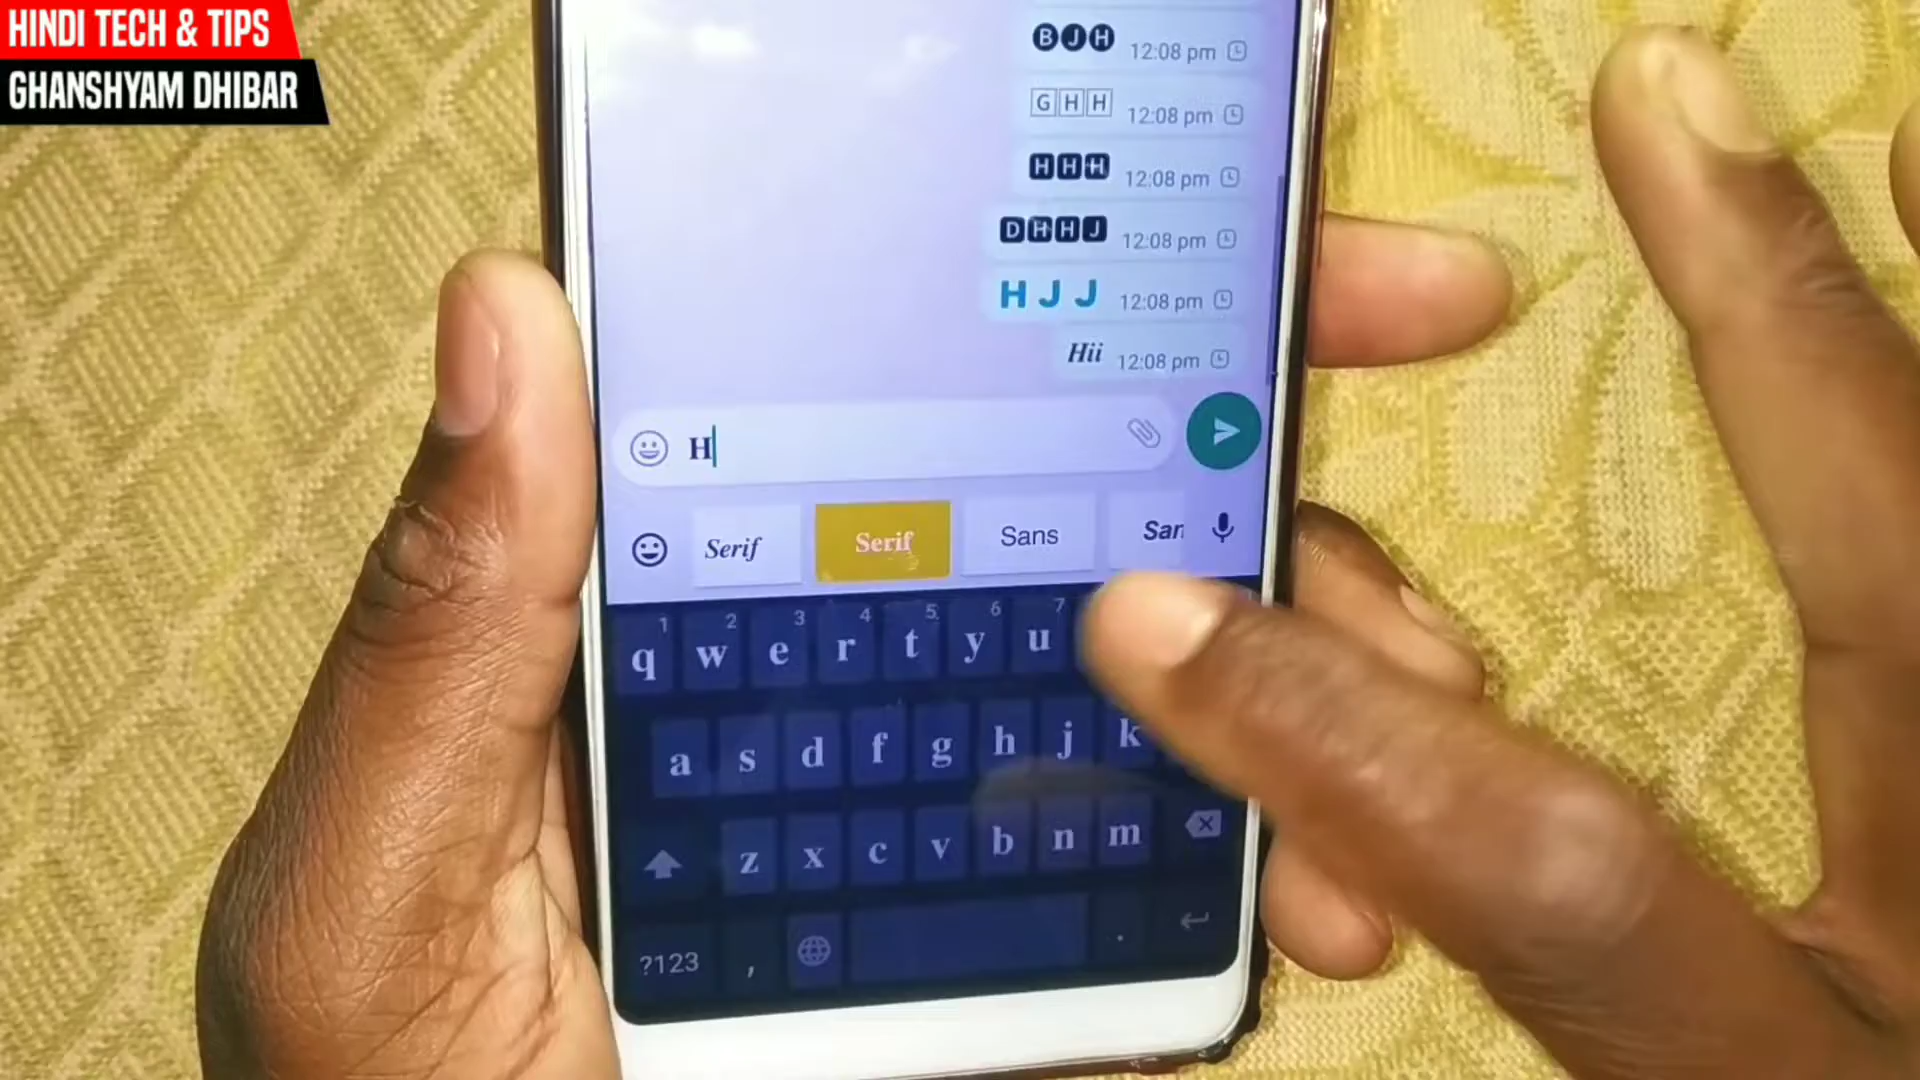 HINDI TECH & TIPS
GHANSHYAM DHIBAR
BJH 12:08 pm
GHH 12:08 pm
HHH 12:08 pm
DHHJ 12:08 pm
H J J 12:08 pm
Hii 12:08 pm
H
Serif Serif Sans San
1 2 3 4 5 6 7
q w e r t y u
a s d f g h j k
z x c v b n m
?123 , .